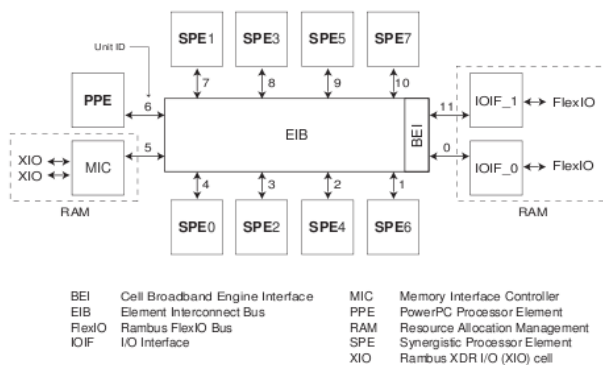 SPE1 SPE3 SPE5 SPE7
Unit ID
7 8 9 10
PPE 6 11 IOIF_1 FlexIO
EIB BEI
XIO MIC 5 0 IOIF_0 FlexIO
XIO
4 3 2 1
RAM RAM
SPE0 SPE2 SPE4 SPE6
BEI Cell Broadband Engine Interface MIC Memory Interface Controller
EIB Element Interconnect Bus PPE PowerPC Processor Element
FlexIO Rambus FlexIO Bus RAM Resource Allocation Management
IOIF I/O Interface SPE Synergistic Processor Element
XIO Rambus XDR I/O (XIO) cell